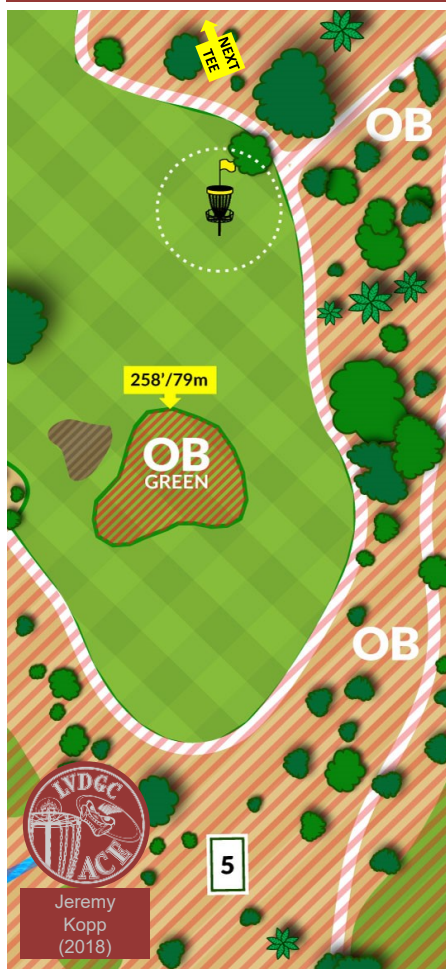 NEXT
TEE
OB
258'/79m
OB
GREEN
OB
LVDGC
ACE
5
Jeremy
Kopp
(2018)